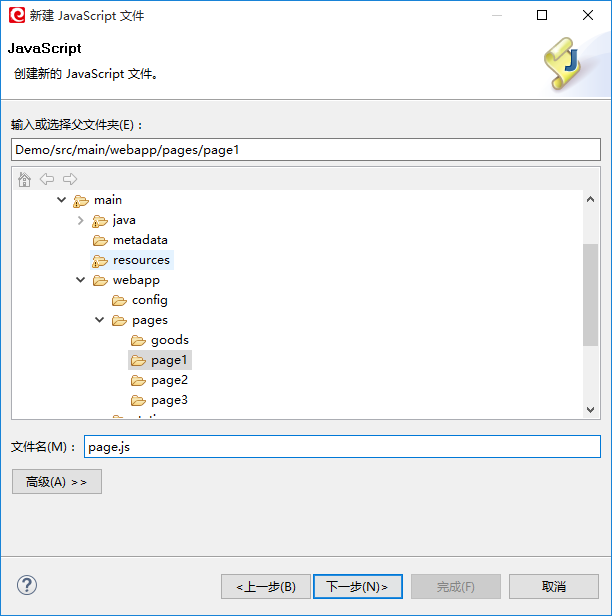 新建 JavaScript 文件
JavaScript
创建新的 JavaScript 文件。
输入或选择父文件夹(E)：
Demo/src/main/webapp/pages/page1
main
java
metadata
resources
webapp
config
pages
goods
page1
page2
page3
文件名(M)：
page.js
高级(A) >>
<上一步(B)
下一步(N)>
完成(F)
取消